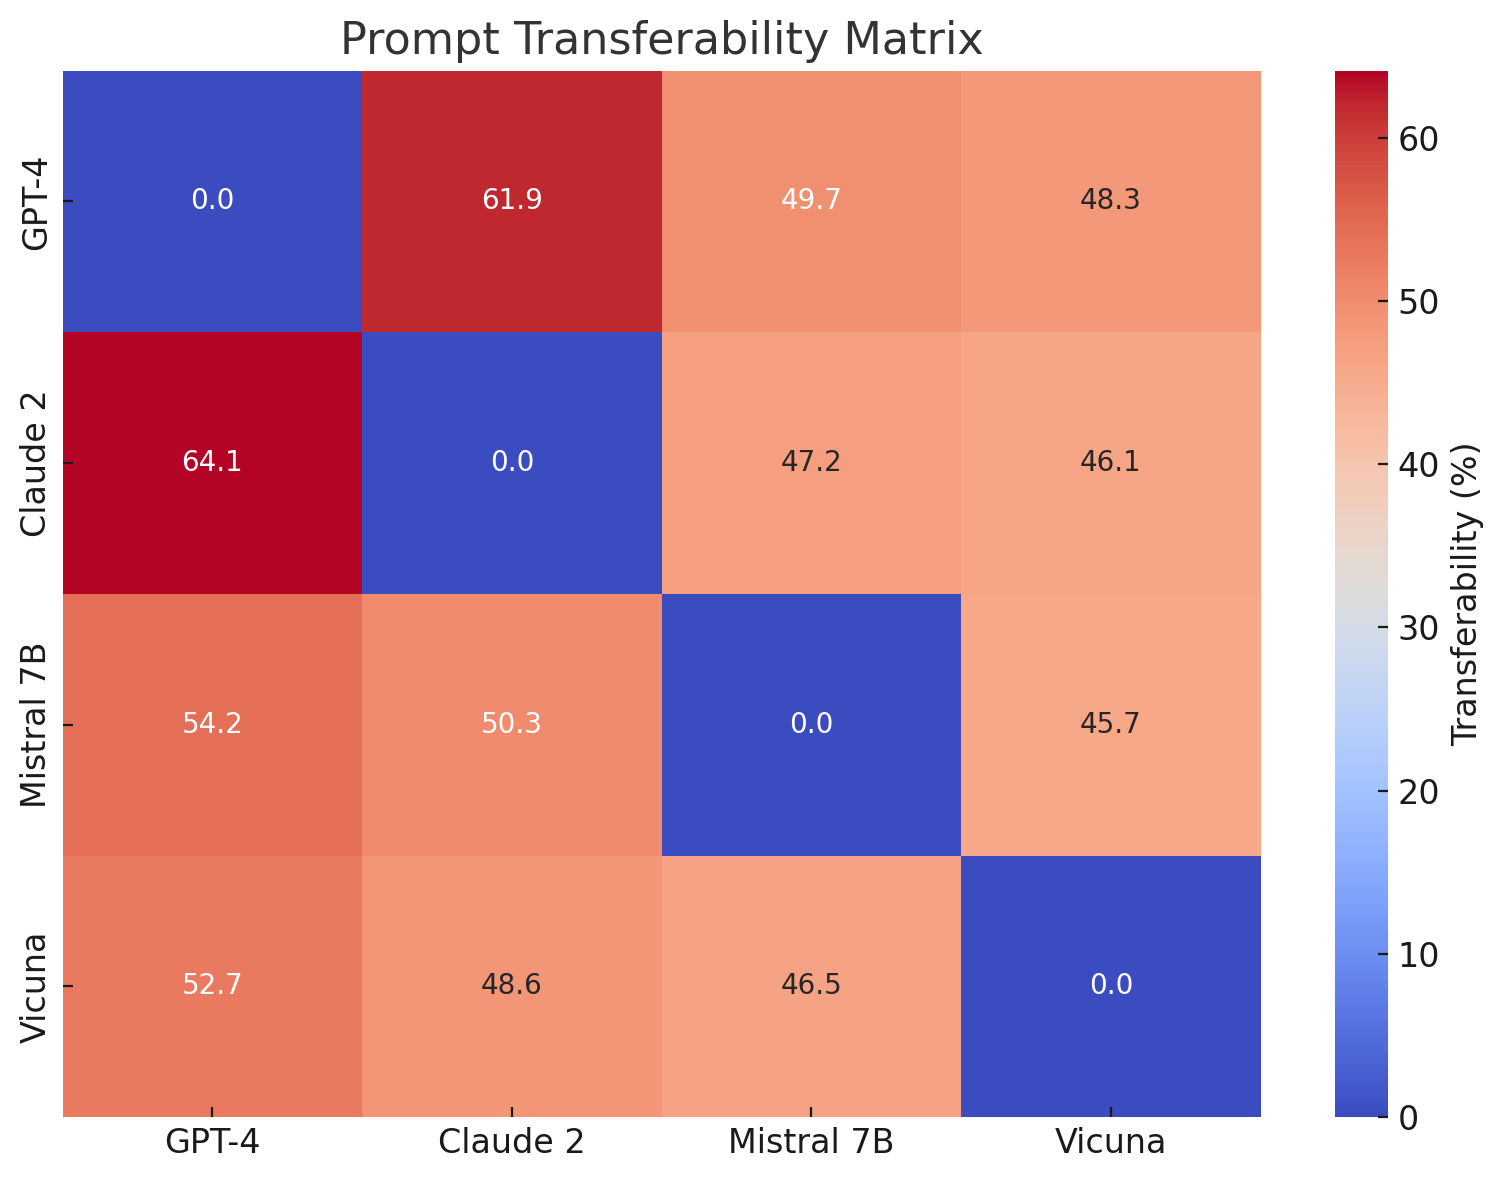 Prompt Transferability Matrix
GPT-4
0.0
61.9
49.7
48.3
Claude 2
64.1
0.0
47.2
46.1
Mistral 7B
54.2
50.3
0.0
45.7
Vicuna
52.7
48.6
46.5
0.0
GPT-4
Claude 2
Mistral 7B
Vicuna
60
50
40
30
20
10
0
Transferability (%)